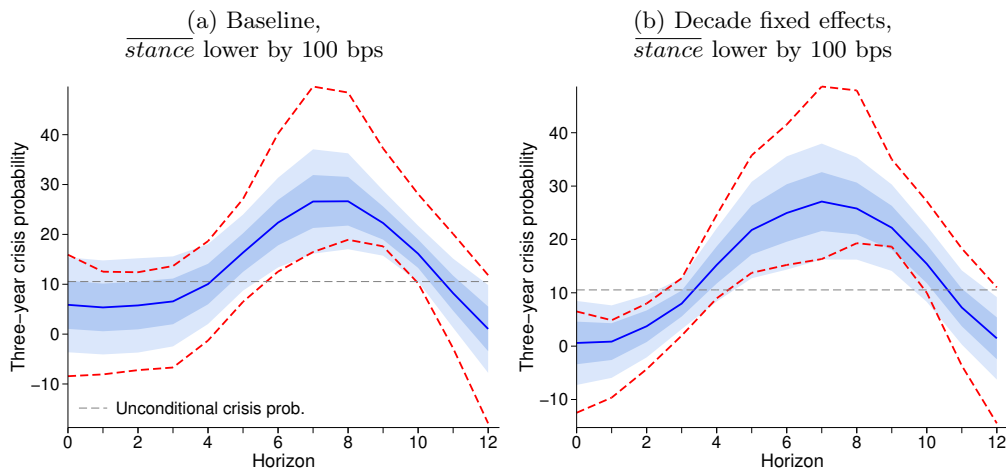 (a) Baseline,
stance lower by 100 bps
Three−year crisis probability
40
30
20
10
0
−10
Unconditional crisis prob.
0 2 4 6 8 10 12
Horizon
(b) Decade fixed effects,
stance lower by 100 bps
Three−year crisis probability
40
30
20
10
0
−10
0 2 4 6 8 10 12
Horizon